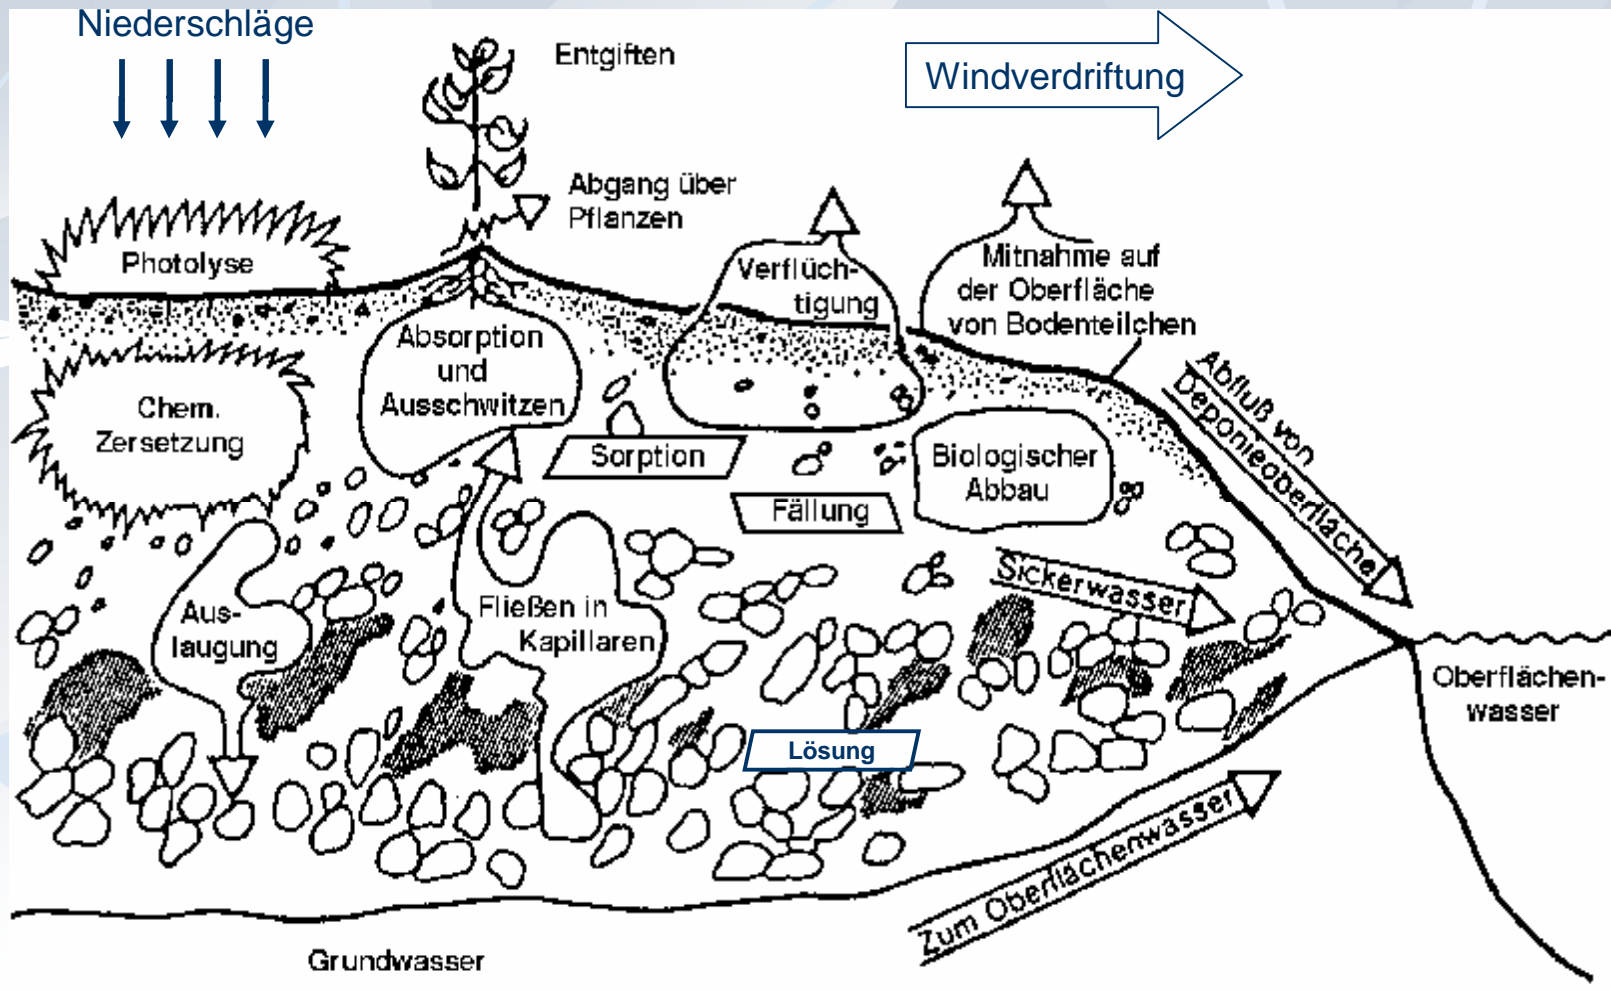 Niederschläge
Entgiften
Windverdriftung
Abgang über
Pflanzen
Photolyse
Verflüch-
tigung
Mitnahme auf
der Oberfläche
von Bodenteilchen
Absorption
und
Ausschwitzen
Abfluß von
Deponieoberfläche
Chem.
Zersetzung
Sorption
Biologischer
Abbau
Fällung
Sickerwasser
Aus-
laugung
Fließen in
Kapillaren
Oberflächen-
wasser
Lösung
Zum Oberflächenwasser
Grundwasser